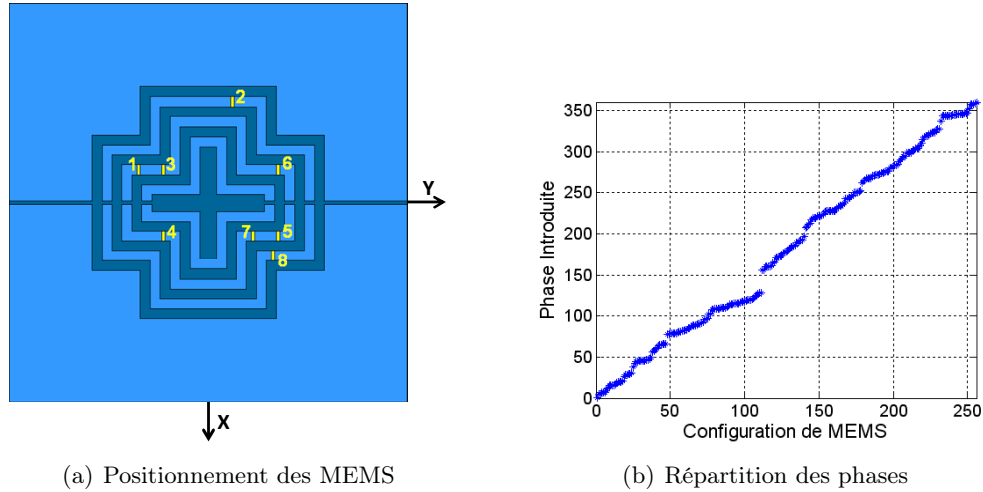 2
1
3
6
Y
4
7
5
8
X
(a) Positionnement des MEMS
350
300
250
200
150
100
50
0
Phase Introduite
0 50 100 150 200 250
Configuration de MEMS
(b) Répartition des phases